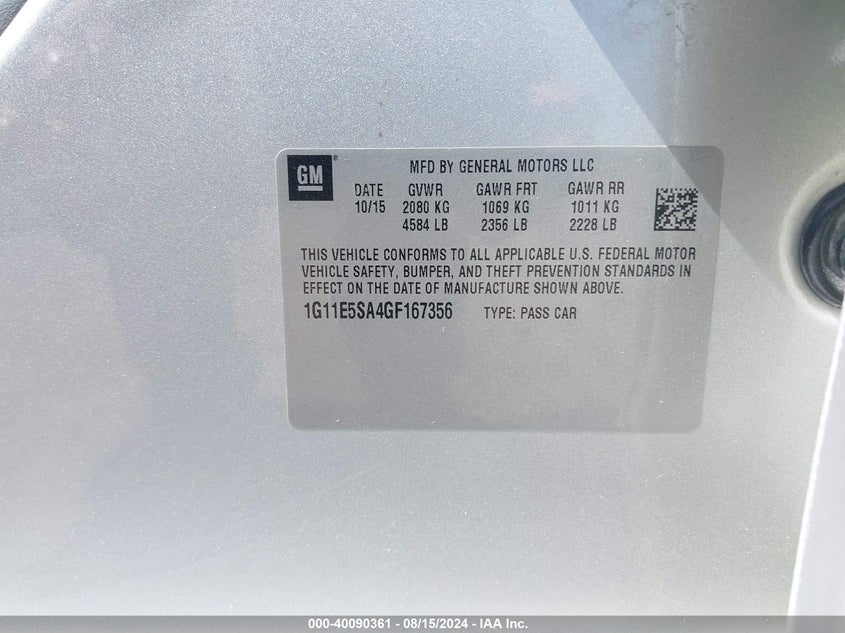 GM®
MFD BY GENERAL MOTORS LLC
DATE GVWR GAWR FRT GAWR RR
10/15 2080 KG 1069 KG 1011 KG
4584 LB 2356 LB 2228 LB
THIS VEHICLE CONFORMS TO ALL APPLICABLE U.S. FEDERAL MOTOR
VEHICLE SAFETY, BUMPER, AND THEFT PREVENTION STANDARDS IN
EFFECT ON THE DATE OF MANUFACTURE SHOWN ABOVE.
1G11E5SA4GF167356 TYPE: PASS CAR
000-40090361 - 08/15/2024 - IAA Inc.